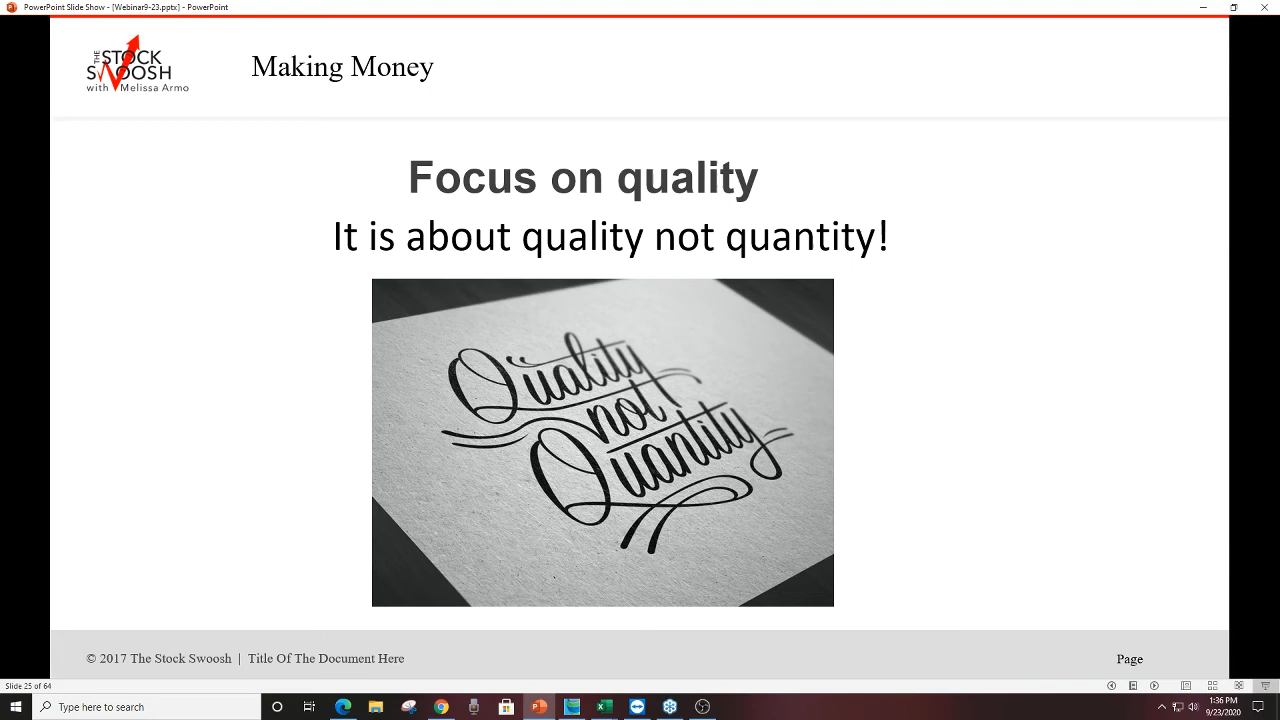 PowerPoint Slide Show - [Webinar9-23.pptx] - PowerPoint
THE STOCK
SWOOSH
with Melissa Armo
Making Money
Focus on quality
It is about quality not quantity!
Quality
not
Quantity
© 2017 The Stock Swoosh | Title Of The Document Here
Page
Slide 25 of 64
Type here to search
1:36 PM
9/23/2020